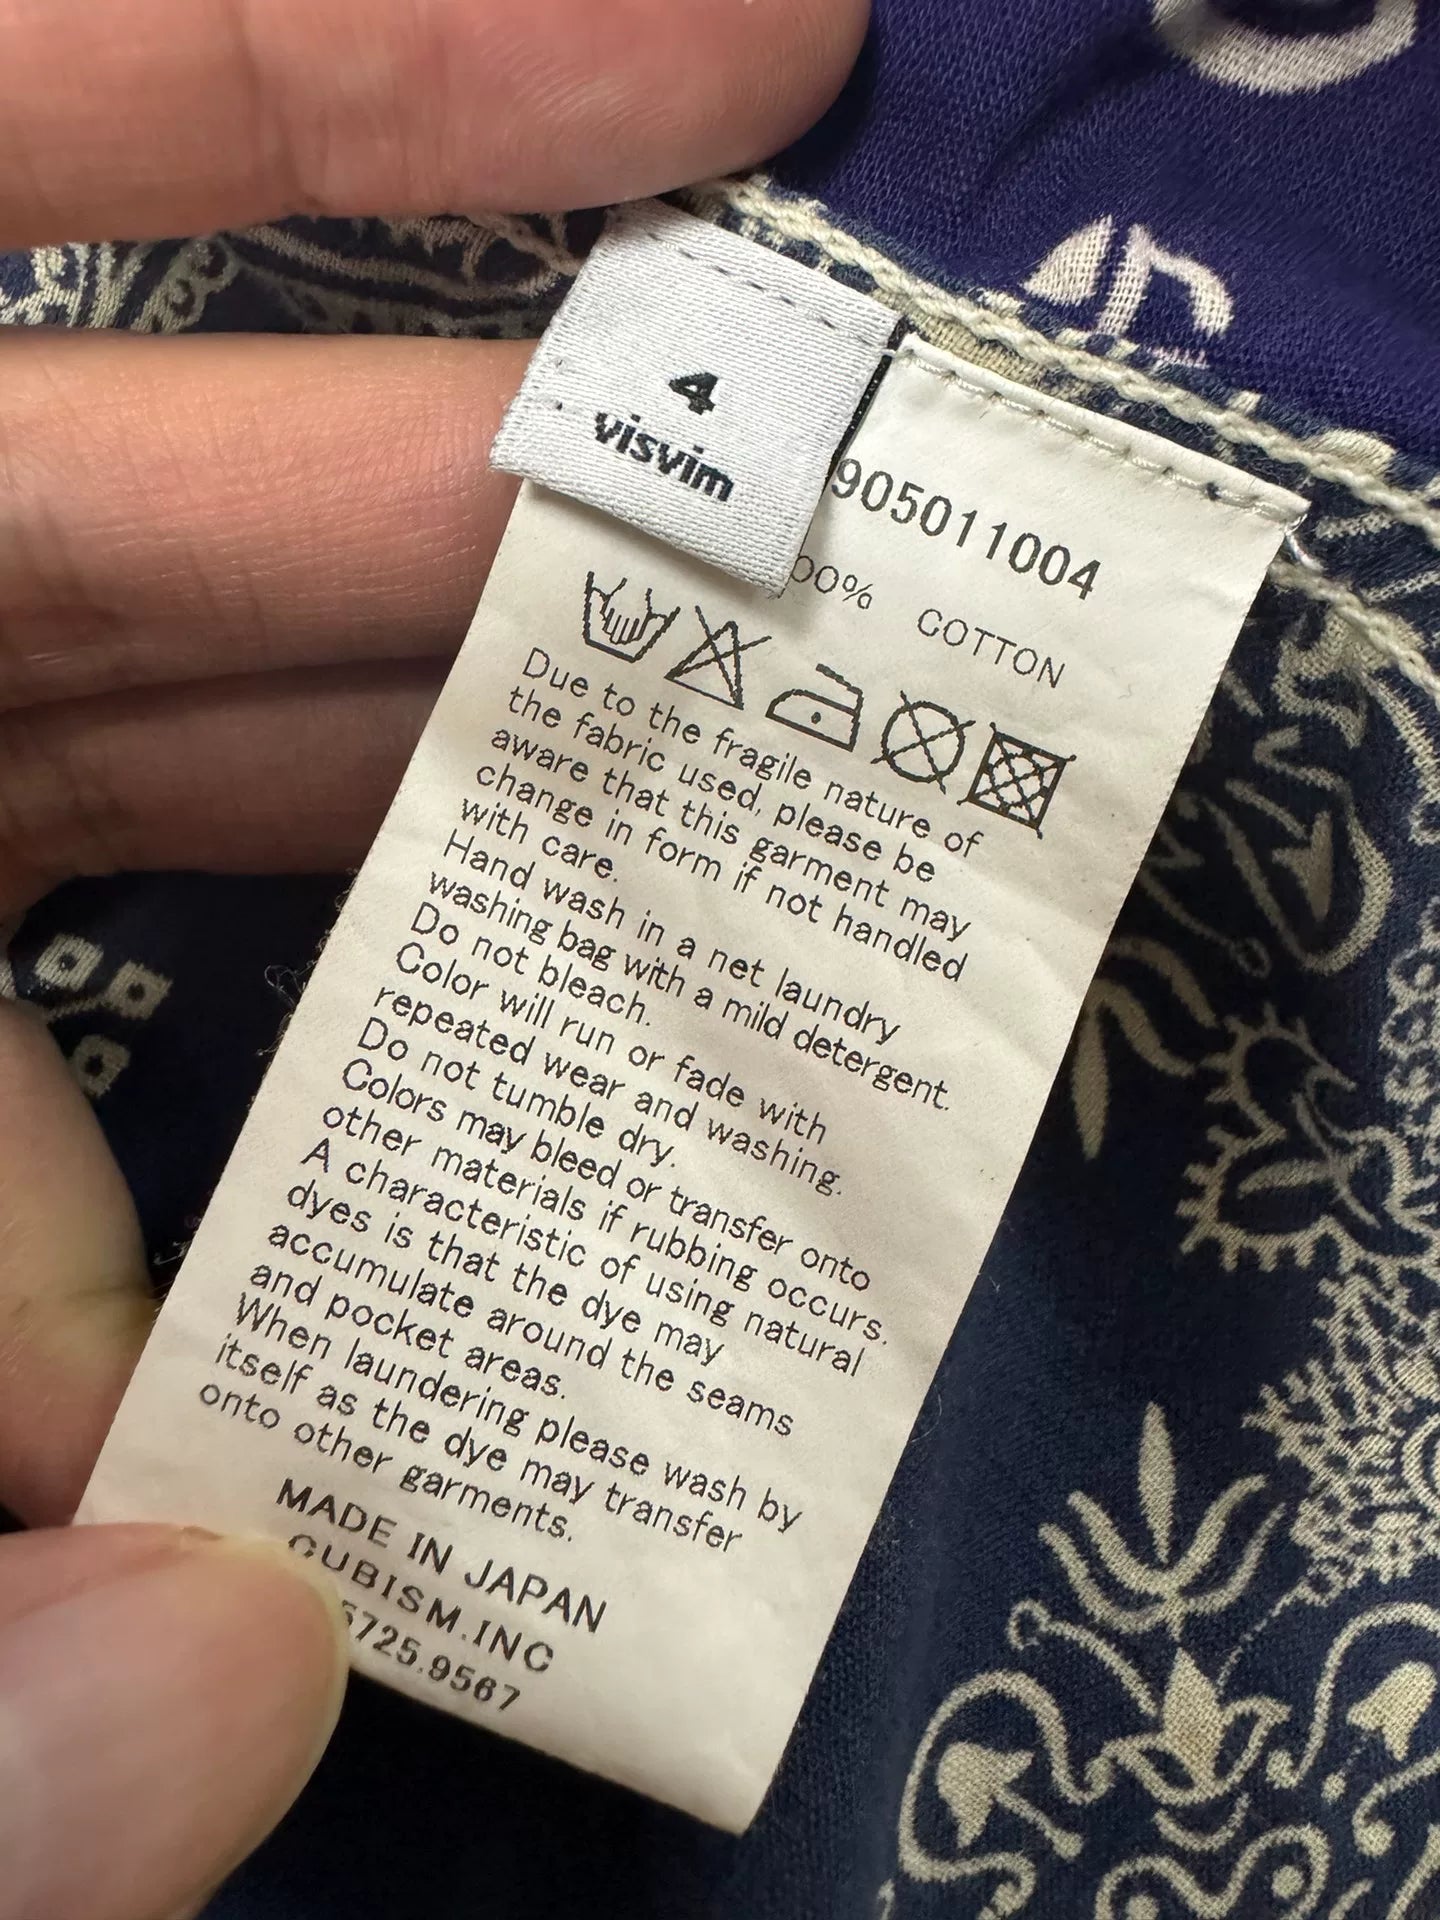 4
visvim
905011004
00% COTTON
Due to the fragile nature of
the fabric used, please be
aware that this garment may
change in form if not handled
with care.
Hand wash in a net laundry
washing bag with a mild detergent.
Do not bleach.
Color will run or fade with
repeated wear and washing.
Do not tumble dry.
Colors may bleed or transfer onto
other materials if rubbing occurs.
A characteristic of using natural
dyes is that the dye may
accumulate around the seams
and pocket areas.
When laundering please wash by
itself as the dye may transfer
onto other garments.
MADE IN JAPAN
CUBISM.INC
5725.9567